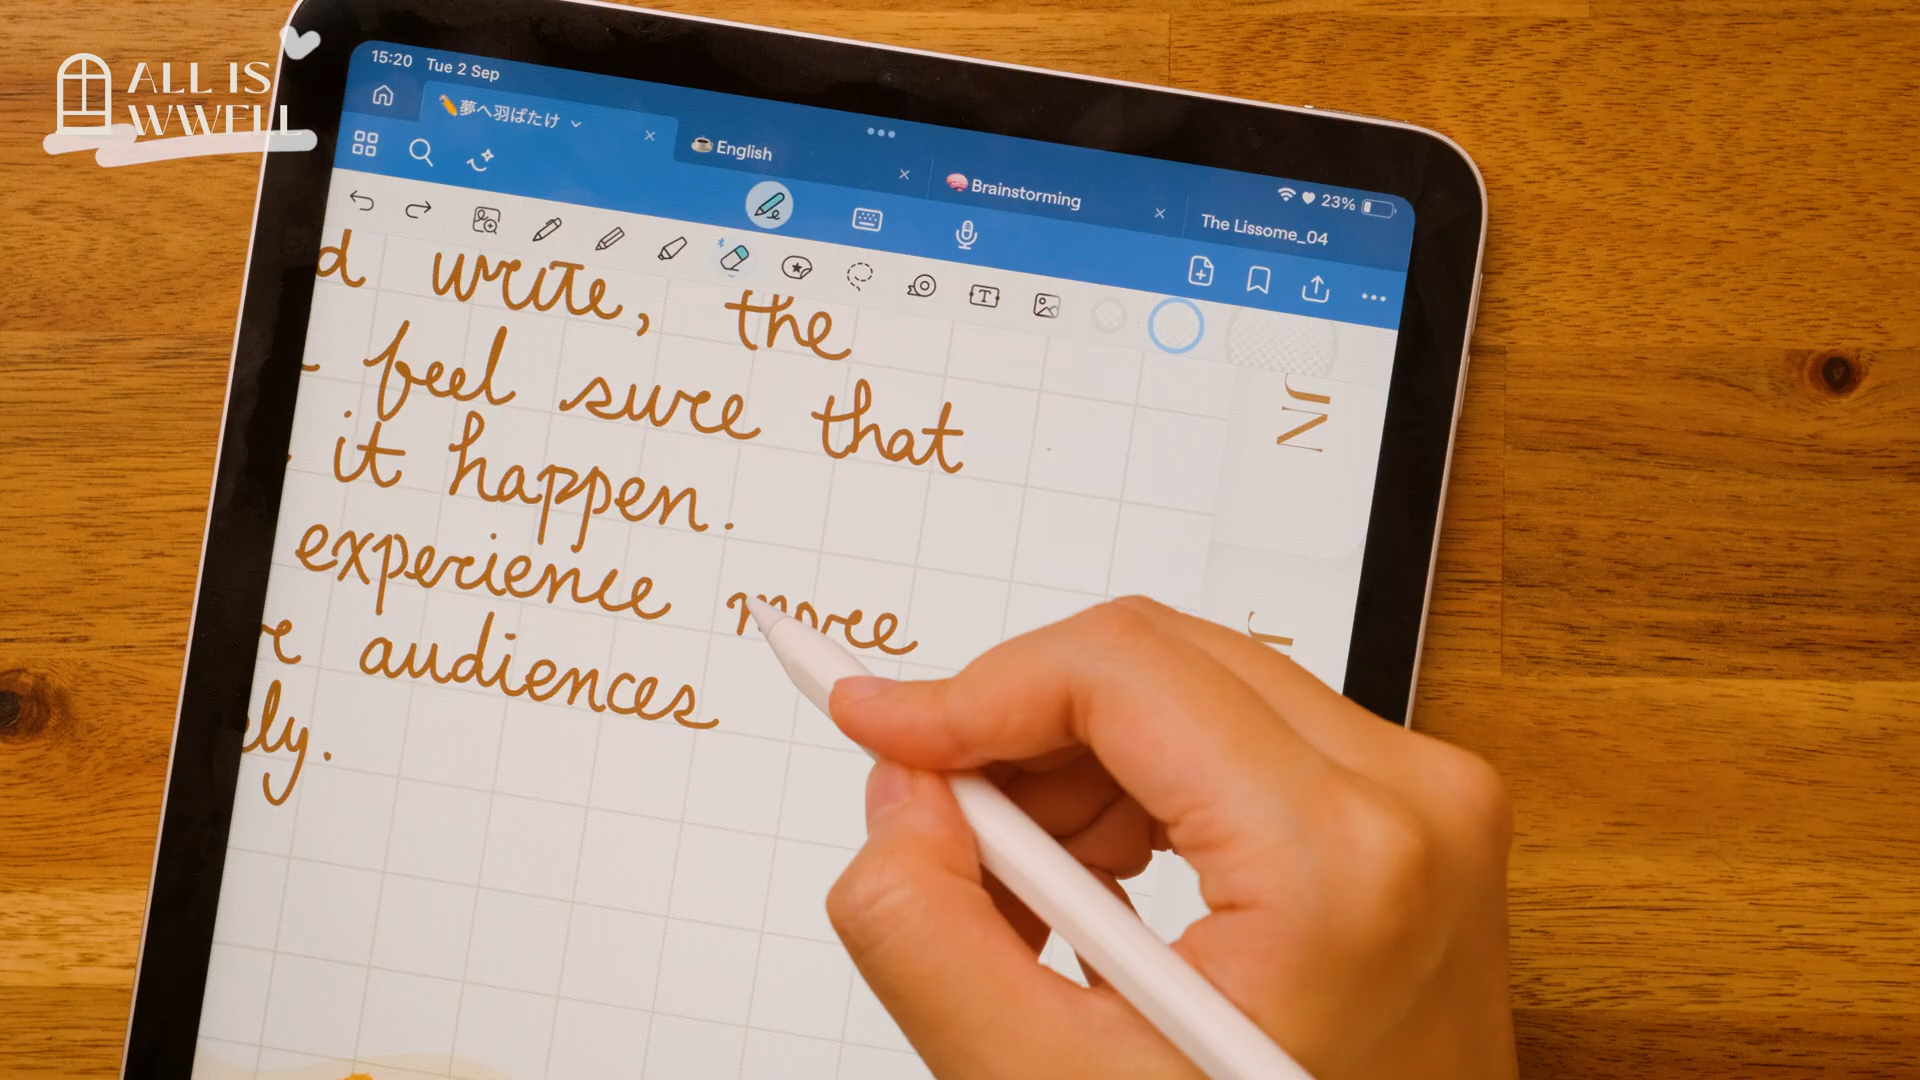 ALL IS
WWELL
15:20 Tue 2 Sep
23%
夢へ羽ばたけ
English
Brainstorming
The Lissome_04
write, the
feel sure that
it happen.
experience more
audiences